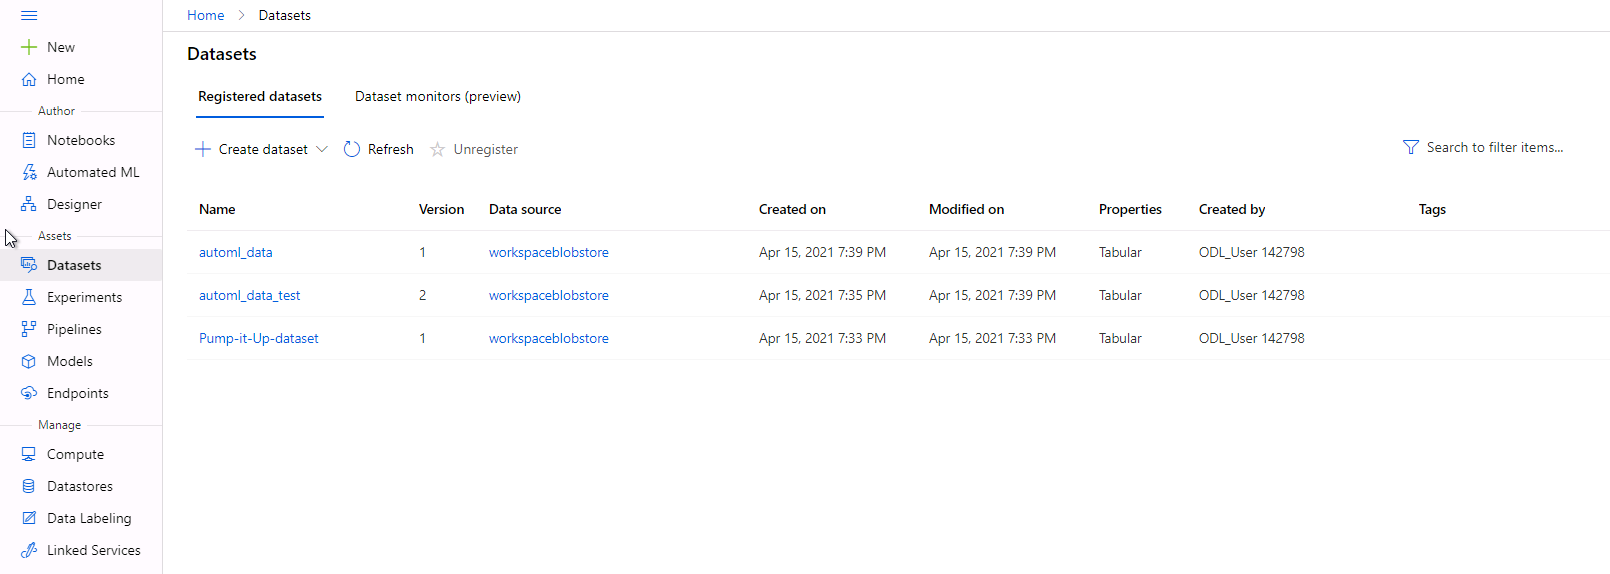 Home > Datasets
New
Home
Author
Notebooks
Automated ML
Designer
Assets
Datasets
Experiments
Pipelines
Models
Endpoints
Manage
Compute
Datastores
Data Labeling
Linked Services
Datasets
Registered datasets Dataset monitors (preview)
Create dataset Refresh Unregister Search to filter items...
Name Version Data source Created on Modified on Properties Created by Tags
automl_data 1 workspaceblobstore Apr 15, 2021 7:39 PM Apr 15, 2021 7:39 PM Tabular ODL_User 142798
automl_data_test 2 workspaceblobstore Apr 15, 2021 7:35 PM Apr 15, 2021 7:39 PM Tabular ODL_User 142798
Pump-it-Up-dataset 1 workspaceblobstore Apr 15, 2021 7:33 PM Apr 15, 2021 7:33 PM Tabular ODL_User 142798